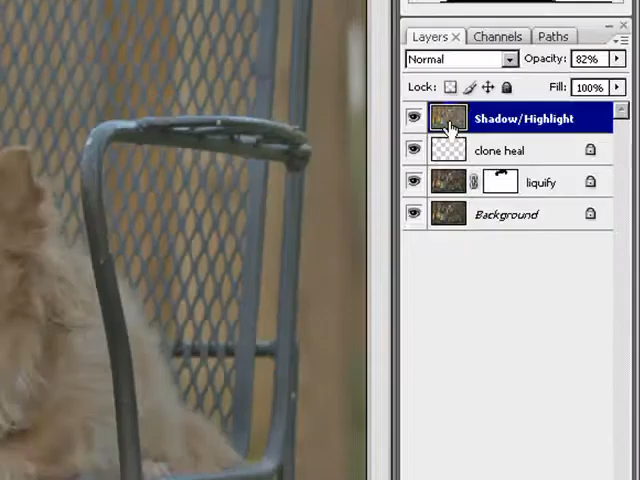 Layers × Channels Paths
Normal Opacity: 82%
Lock: Fill: 100%
Shadow/Highlight
clone heal
liquify
Background